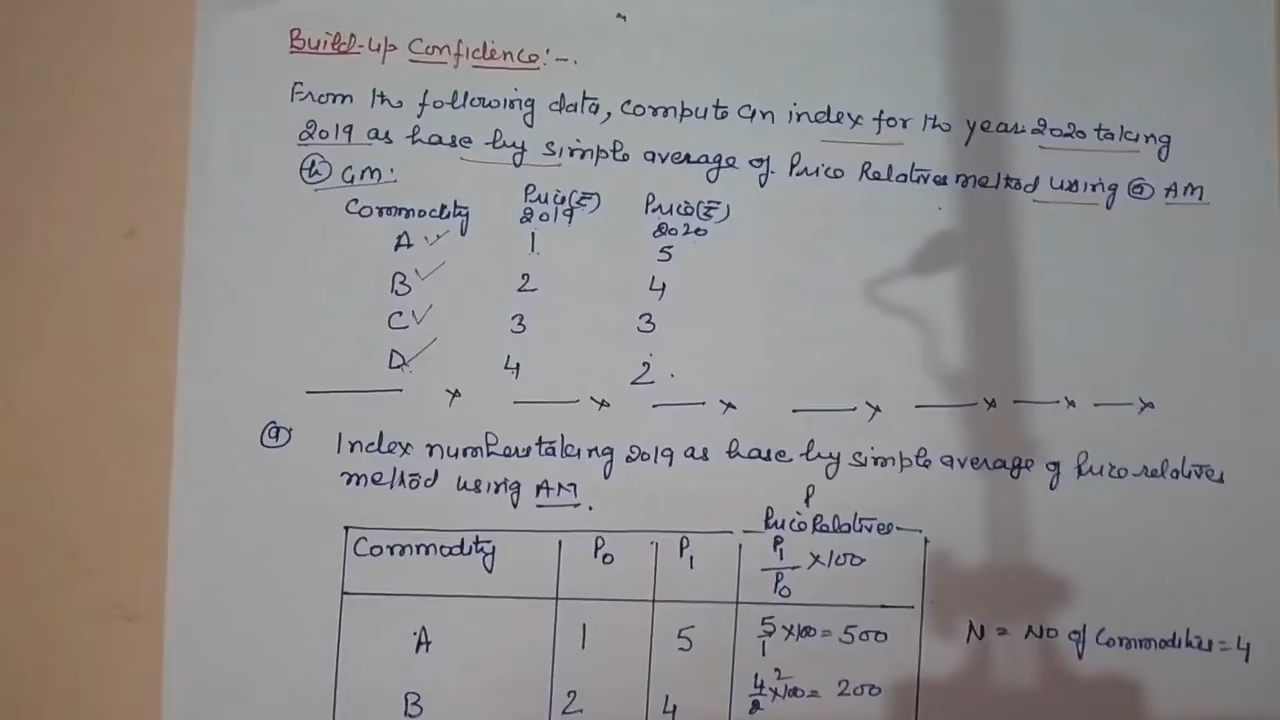 Build-up Confidence:-.
From the following data, compute an index for the year 2020 taking
2019 as base by simple average of Price Relatives method using (a) AM
(b) GM:
Commodity Price(₹) 2019 Price(₹) 2020
A 1 5
B 2 4
C 3 3
D 4 2
(a) Index numbers taking 2019 as base by simple average of Price relatives
method using AM.
P
Commodity P0 P1 Price Relatives P1/P0 ×100
A 1 5 5/1 ×100 = 500
N = No of Commodities = 4
B 2 4 4/2 ×100 = 200
2